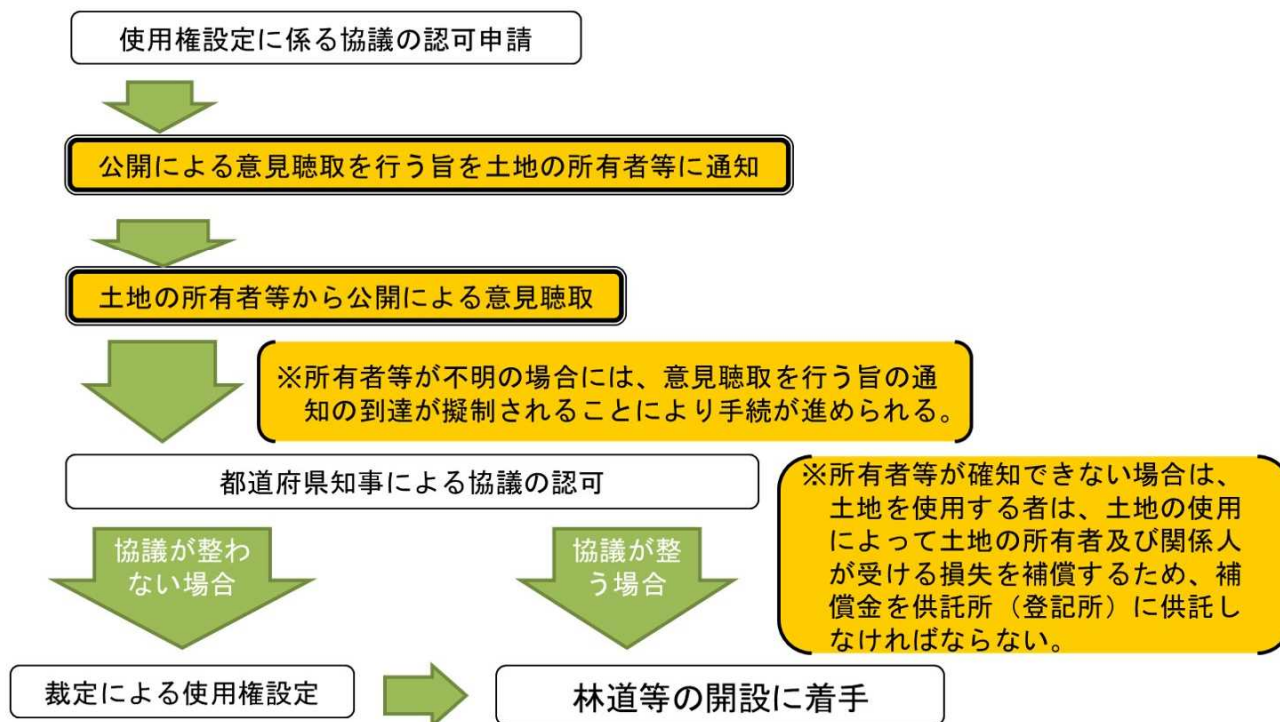 使用権設定に係る協議の認可申請
公開による意見聴取を行う旨を土地の所有者等に通知
土地の所有者等から公開による意見聴取
※所有者等が不明の場合には、意見聴取を行う旨の通
知の到達が擬制されることにより手続が進められる。
都道府県知事による協議の認可
※所有者等が確知できない場合は、
土地を使用する者は、土地の使用
によって土地の所有者及び関係人
が受ける損失を補償するため、補
償金を供託所（登記所）に供託し
なければならない。
協議が整わ
ない場合
協議が整
う場合
裁定による使用権設定
林道等の開設に着手